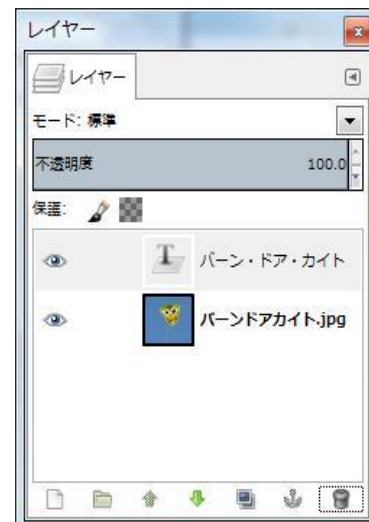 レイヤー
レイヤー
モード: 標準
不透明度 100.0
保護:
バーン・ドア・カイト
バーンドアカイト.jpg